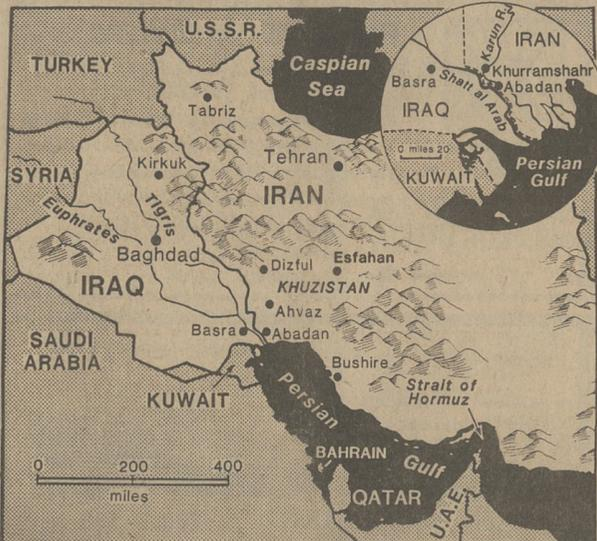 U.S.S.R.
TURKEY
Caspian
Sea
Tabriz
SYRIA
Kirkuk
Tehran
IRAN
Euphrates
Tigris
Baghdad
IRAQ
Dizful
Esfahan
KHUZISTAN
Ahvaz
Basra
Abadan
SAUDI
ARABIA
KUWAIT
Bushire
Strait of
Hormuz
Persian
Gulf
BAHRAIN
QATAR
U.A.E.
0 200 400
miles
Karun R.
IRAN
Khurramshahr
Basra
Abadan
Shatt al Arab
IRAQ
0 miles 20
KUWAIT
Persian
Gulf